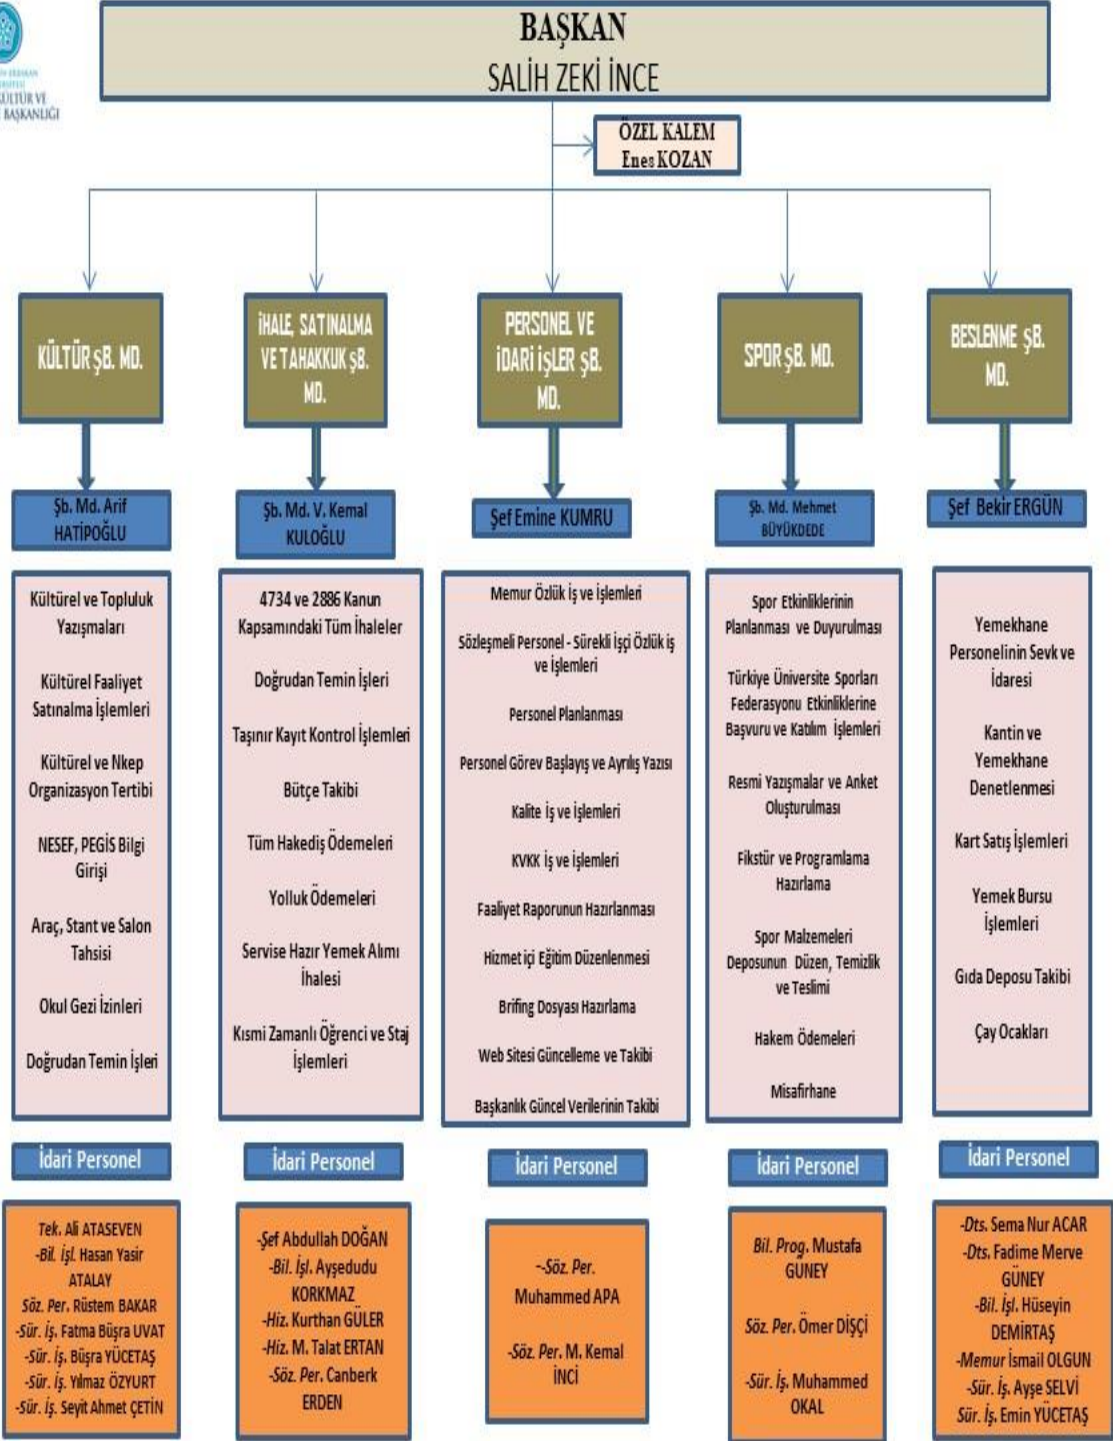 KÜLTÜR VE
BAŞKANLIĞI
BAŞKAN
SALİH ZEKİ İNCE
ÖZEL KALEM
Enes KOZAN
KÜLTÜR ŞB. MD.
Şb. Md. Arif
HATİPOĞLU
Kültürel ve Topluluk
Yazışmaları
Kültürel Faaliyet
Satınalma İşlemleri
Kültürel ve Nkep
Organizasyon Tertibi
NESEF, PEGİS Bilgi
Girişi
Araç, Stant ve Salon
Tahsisi
Okul Gezi İzinleri
Doğrudan Temin İşleri
İdari Personel
Tek. Ali ATASEVEN
-Bil. İşl. Hasan Yasir
ATALAY
Söz. Per. Rüstem BAKAR
-Sür. İş. Fatma Büşra UVAT
-Sür. İş. Büşra YÜCETAŞ
-Sür. İş. Yılmaz ÖZYURT
-Sür. İş. Seyit Ahmet ÇETİN
İHALE, SATINALMA
VE TAHAKKUK ŞB.
MD.
Şb. Md. V. Kemal
KULOĞLU
4734 ve 2886 Kanun
Kapsamındaki Tüm İhaleler
Doğrudan Temin İşleri
Taşınır Kayıt Kontrol İşlemleri
Bütçe Takibi
Tüm Hakediş Ödemeleri
Yolluk Ödemeleri
Servise Hazır Yemek Alımı
İhalesi
Kısmi Zamanlı Öğrenci ve Staj
İşlemleri
İdari Personel
-Şef Abdullah DOĞAN
-Bil. İşl. Ayşedudu
KORKMAZ
-Hiz. Kurthan GÜLER
-Hiz. M. Talat ERTAN
-Söz. Per. Canberk
ERDEN
PERSONEL VE
İDARİ İŞLER ŞB.
MD.
Şef Emine KUMRU
Memur Özlük İş ve İşlemleri
Sözleşmeli Personel - Sürekli İşçi Özlük iş
ve İşlemleri
Personel Planlanması
Personel Görev Başlayış ve Ayrılış Yazısı
Kalite İş ve İşlemleri
KVKK İş ve İşlemleri
Faaliyet Raporunun Hazırlanması
Hizmet içi Eğitim Düzenlenmesi
Brifing Dosyası Hazırlama
Web Sitesi Güncelleme ve Takibi
Başkanlık Güncel Verilerinin Takibi
İdari Personel
--Söz. Per.
Muhammed APA
-Söz. Per. M. Kemal
İNCİ
SPOR ŞB. MD.
Şb. Md. Mehmet
BÜYÜKDEDE
Spor Etkinliklerinin
Planlanması ve Duyurulması
Türkiye Üniversite Sporları
Federasyonu Etkinliklerine
Başvuru ve Katılım İşlemleri
Resmi Yazışmalar ve Anket
Oluşturulması
Fikstür ve Programlama
Hazırlama
Spor Malzemeleri
Deposunun Düzen, Temizlik
ve Teslimi
Hakem Ödemeleri
Misafirhane
İdari Personel
Bil. Prog. Mustafa
GÜNEY
Söz. Per. Ömer DİŞÇİ
-Sür. İş. Muhammed
OKAL
BESLENME ŞB.
MD.
Şef Bekir ERGÜN
Yemekhane
Personelinin Sevk ve
İdaresi
Kantin ve
Yemekhane
Denetlenmesi
Kart Satış İşlemleri
Yemek Bursu
İşlemleri
Gıda Deposu Takibi
Çay Ocakları
İdari Personel
-Dts. Sema Nur ACAR
-Dts. Fadime Merve
GÜNEY
-Bil. İşl. Hüseyin
DEMİRTAŞ
-Memur İsmail OLGUN
-Sür. İş. Ayşe SELVİ
Sür. İş. Emin YÜCETAŞ